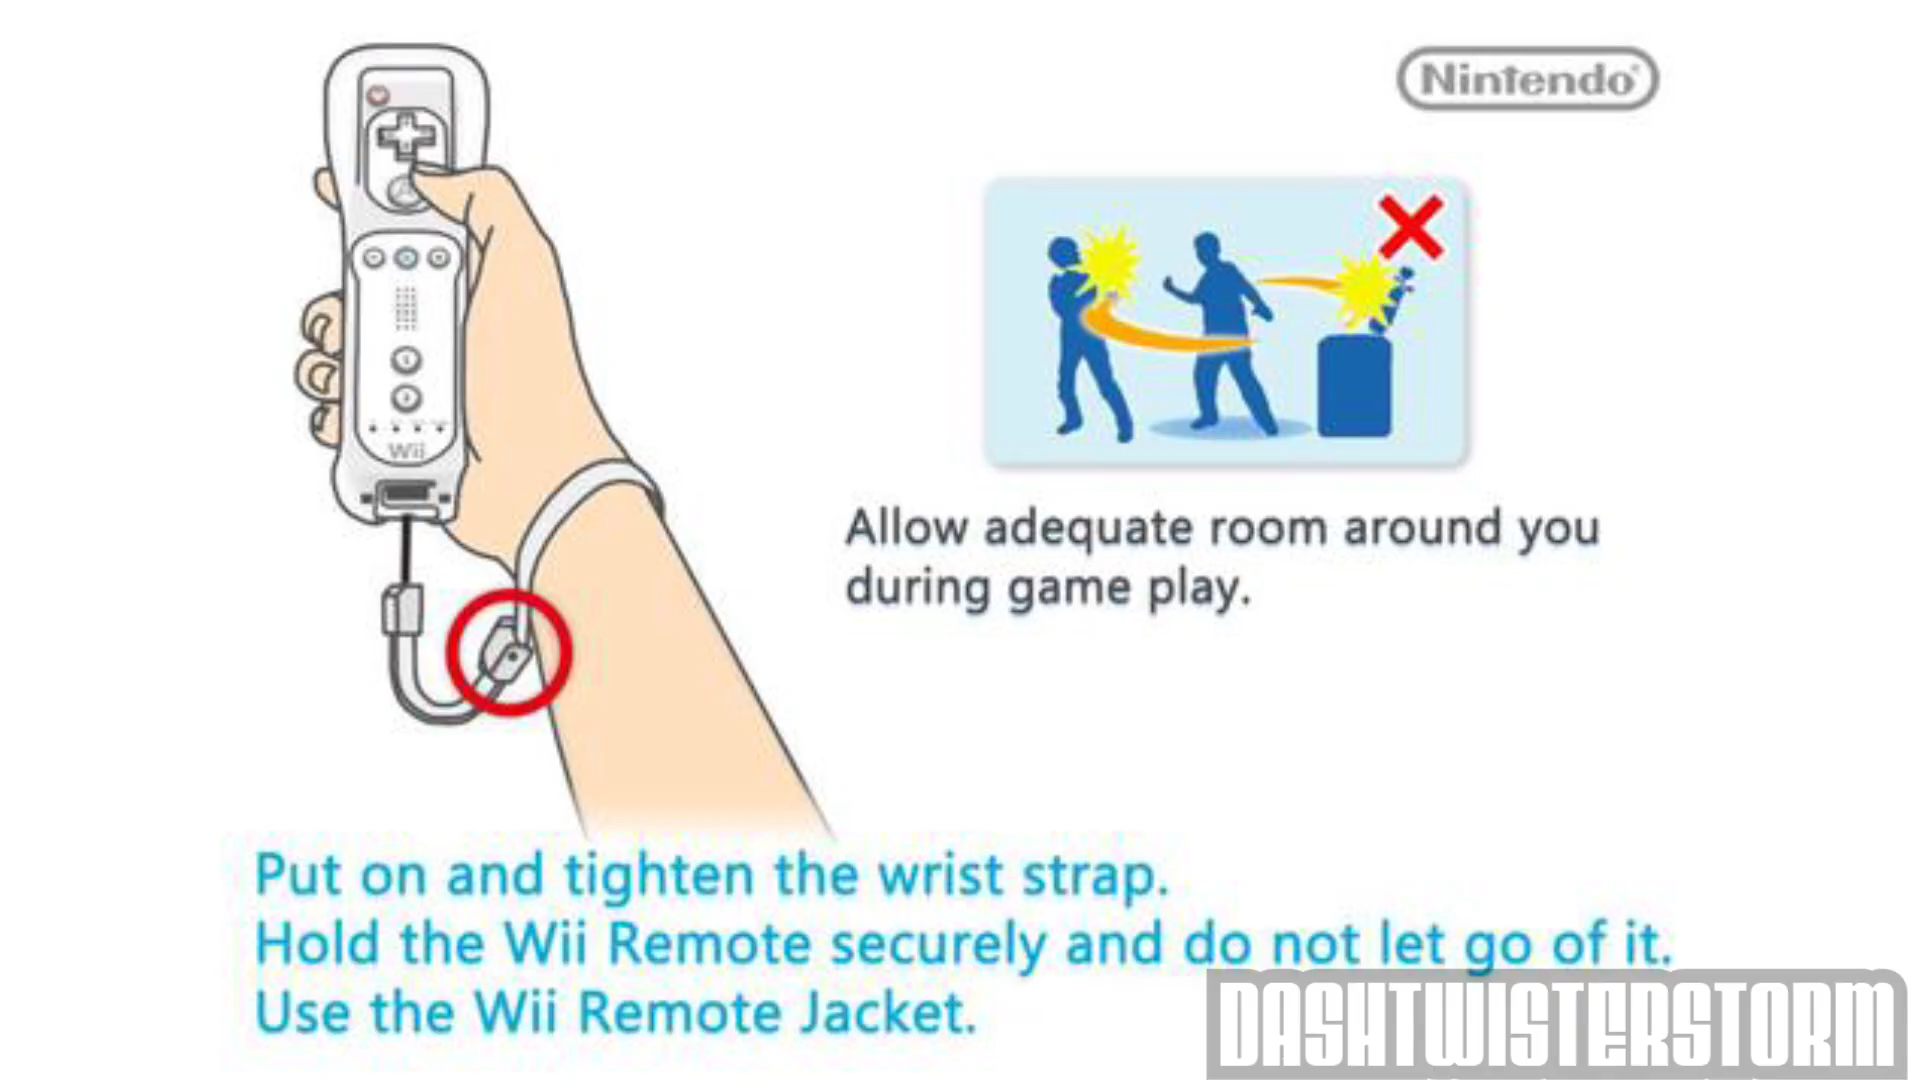 Nintendo®
Wii
Allow adequate room around you
during game play.
Put on and tighten the wrist strap.
Hold the Wii Remote securely and do not let go of it.
Use the Wii Remote Jacket.
DASHTWISTERSTORM